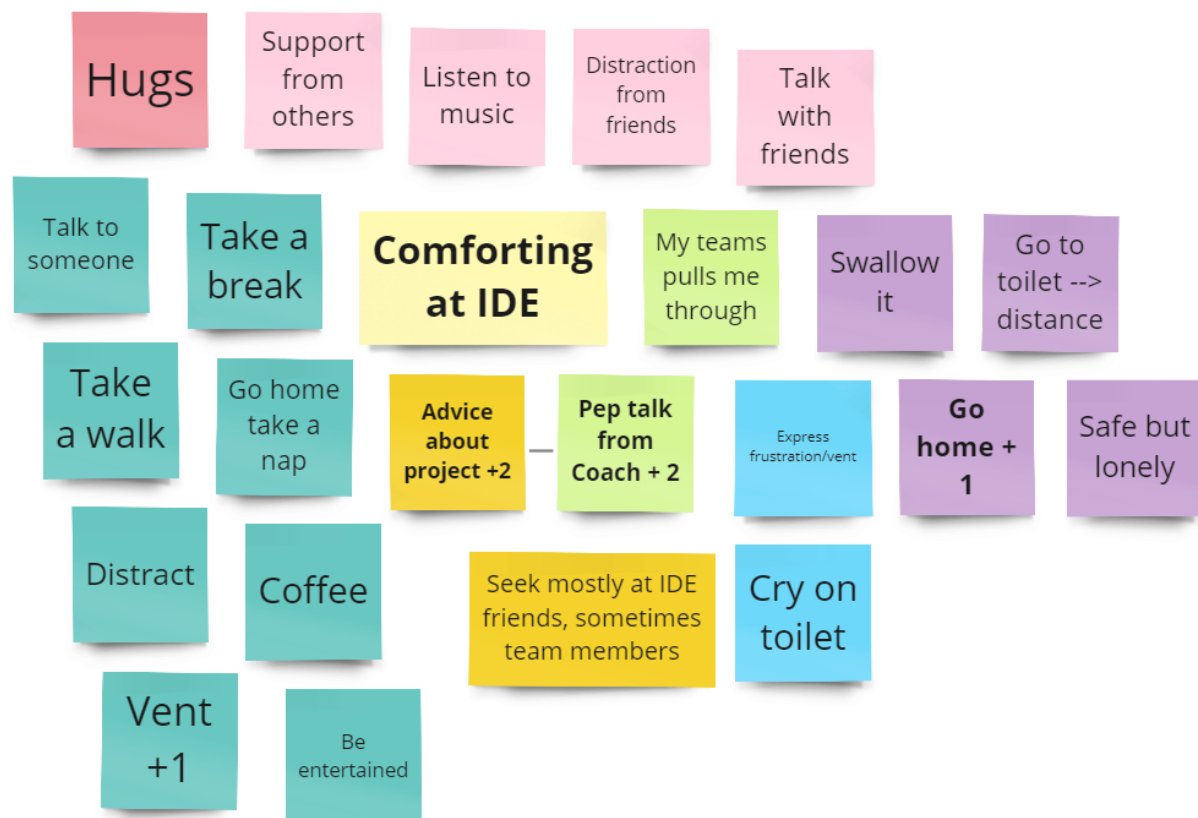 Hugs
Support
from
others
Listen to
music
Distraction
from
friends
Talk
with
friends
Talk to
someone
Take a
break
Comforting
at IDE
My teams
pulls me
through
Swallow
it
Go to
toilet -->
distance
Take
a walk
Go home
take a
nap
Advice
about
project +2
Pep talk
from
Coach + 2
Express
frustration/vent
Go
home +
1
Safe but
lonely
Distract
Coffee
Seek mostly at IDE
friends, sometimes
team members
Cry on
toilet
Vent
+1
Be
entertained